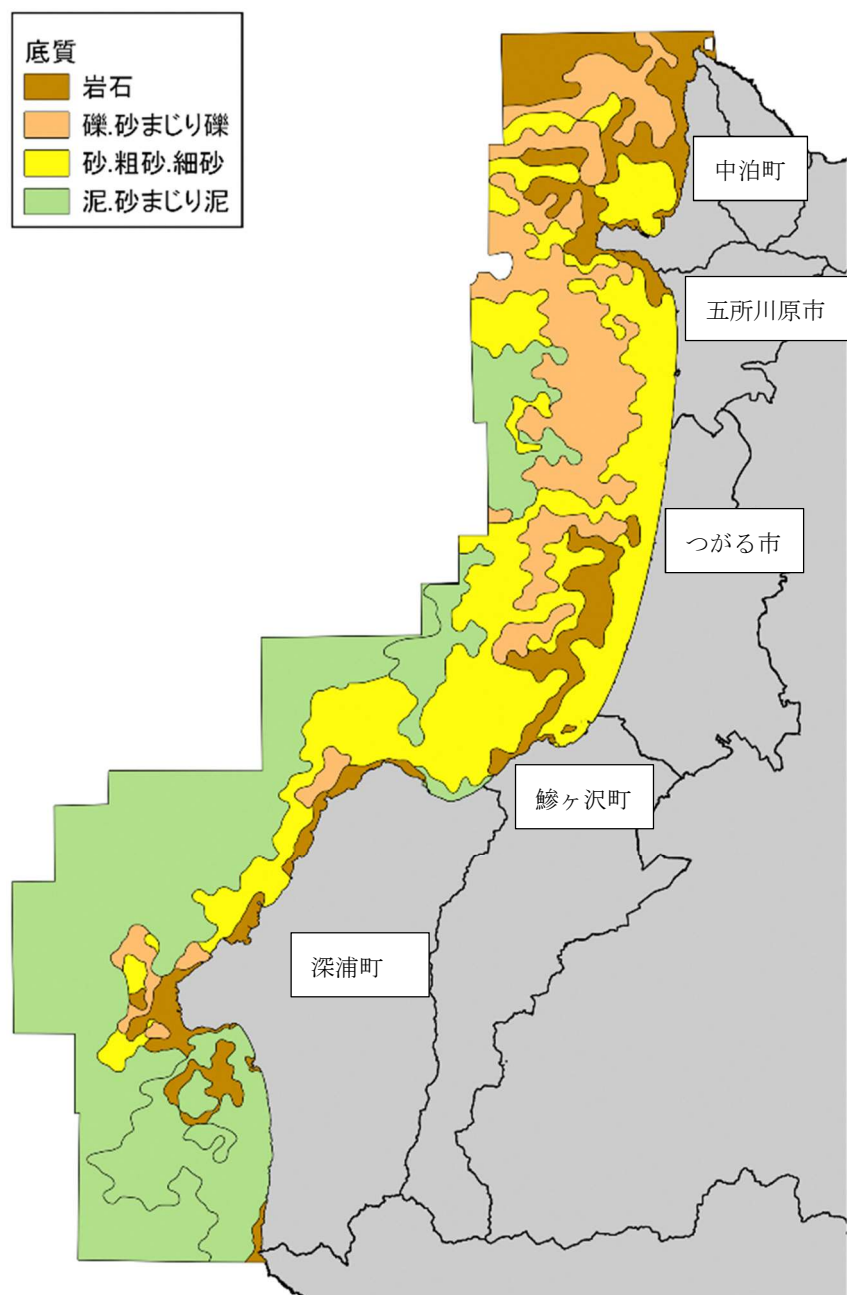 底質
岩石
礫.砂まじり礫
砂.粗砂.細砂
泥.砂まじり泥
中泊町
五所川原市
つがる市
鰺ヶ沢町
深浦町